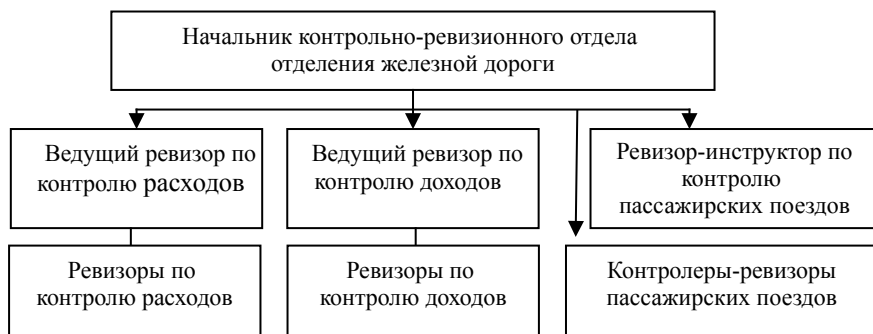 Начальник контрольно-ревизионного отдела
отделения железной дороги
Ведущий ревизор по
контролю расходов
Ведущий ревизор по
контролю доходов
Ревизор-инструктор по
контролю
пассажирских поездов
Ревизоры по
контролю расходов
Ревизоры по
контролю доходов
Контролеры-ревизоры
пассажирских поездов